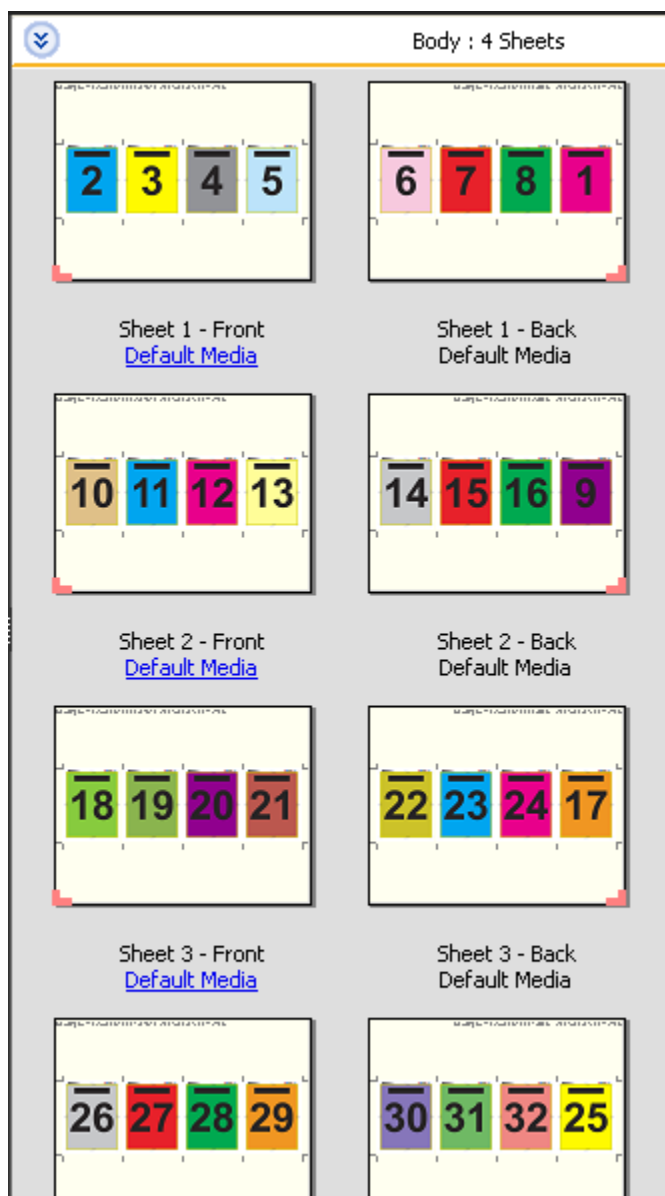 Body : 4 Sheets
2 3 4 5
6 7 8 1
Sheet 1 - Front
Default Media
Sheet 1 - Back
Default Media
10 11 12 13
14 15 16 9
Sheet 2 - Front
Default Media
Sheet 2 - Back
Default Media
18 19 20 21
22 23 24 17
Sheet 3 - Front
Default Media
Sheet 3 - Back
Default Media
26 27 28 29
30 31 32 25